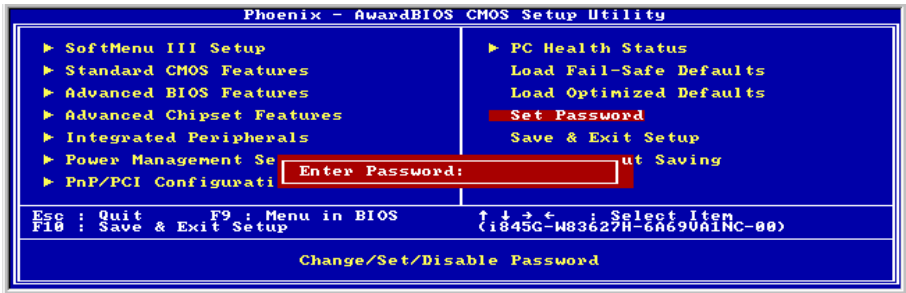 Phoenix - AwardBIOS CMOS Setup Utility
► SoftMenu III Setup
► Standard CMOS Features
► Advanced BIOS Features
► Advanced Chipset Features
► Integrated Peripherals
► Power Management Se
► PnP/PCI Configurati
► PC Health Status
Load Fail-Safe Defaults
Load Optimized Defaults
Set Password
Save & Exit Setup
ut Saving
Enter Password:
Esc : Quit F9 : Menu in BIOS ↑ ↓ → ← : Select Item
F10 : Save & Exit Setup (i845G-W83627H-6A69VA1NC-00)
Change/Set/Disable Password